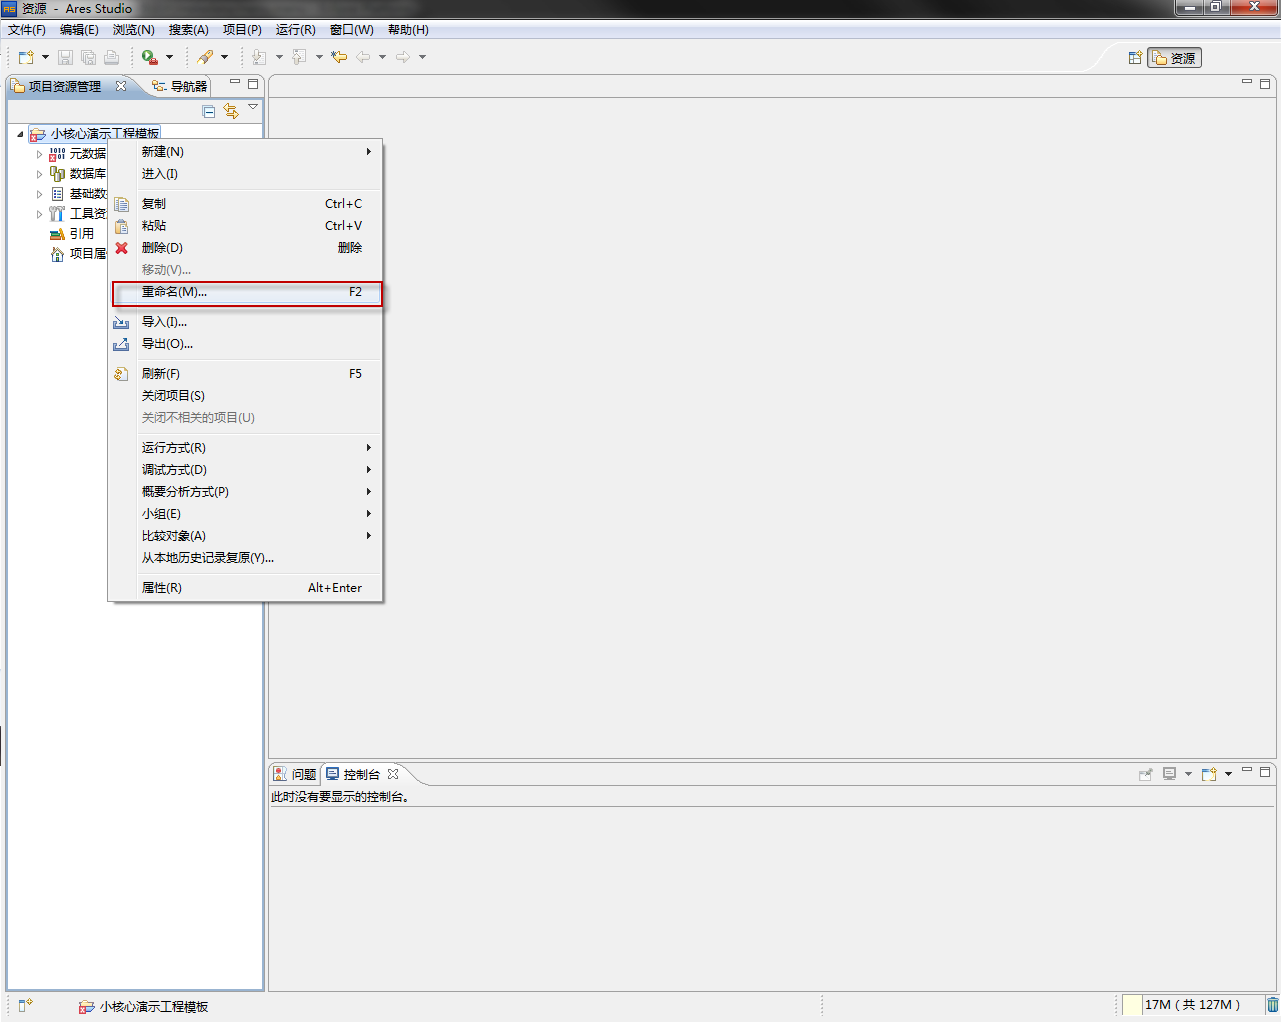 资源 - Ares Studio
文件(F) 编辑(E) 浏览(N) 搜索(A) 项目(P) 运行(R) 窗口(W) 帮助(H)
资源
项目资源管理 导航器
小核心演示工程模板
元数据
数据库
基础数
工具资
引用
项目属
新建(N)
进入(I)
复制 Ctrl+C
粘贴 Ctrl+V
删除(D) 删除
移动(V)...
重命名(M)... F2
导入(I)...
导出(O)...
刷新(F) F5
关闭项目(S)
关闭不相关的项目(U)
运行方式(R)
调试方式(D)
概要分析方式(P)
小组(E)
比较对象(A)
从本地历史记录复原(Y)...
属性(R) Alt+Enter
问题 控制台
此时没有要显示的控制台。
小核心演示工程模板
17M (共 127M)